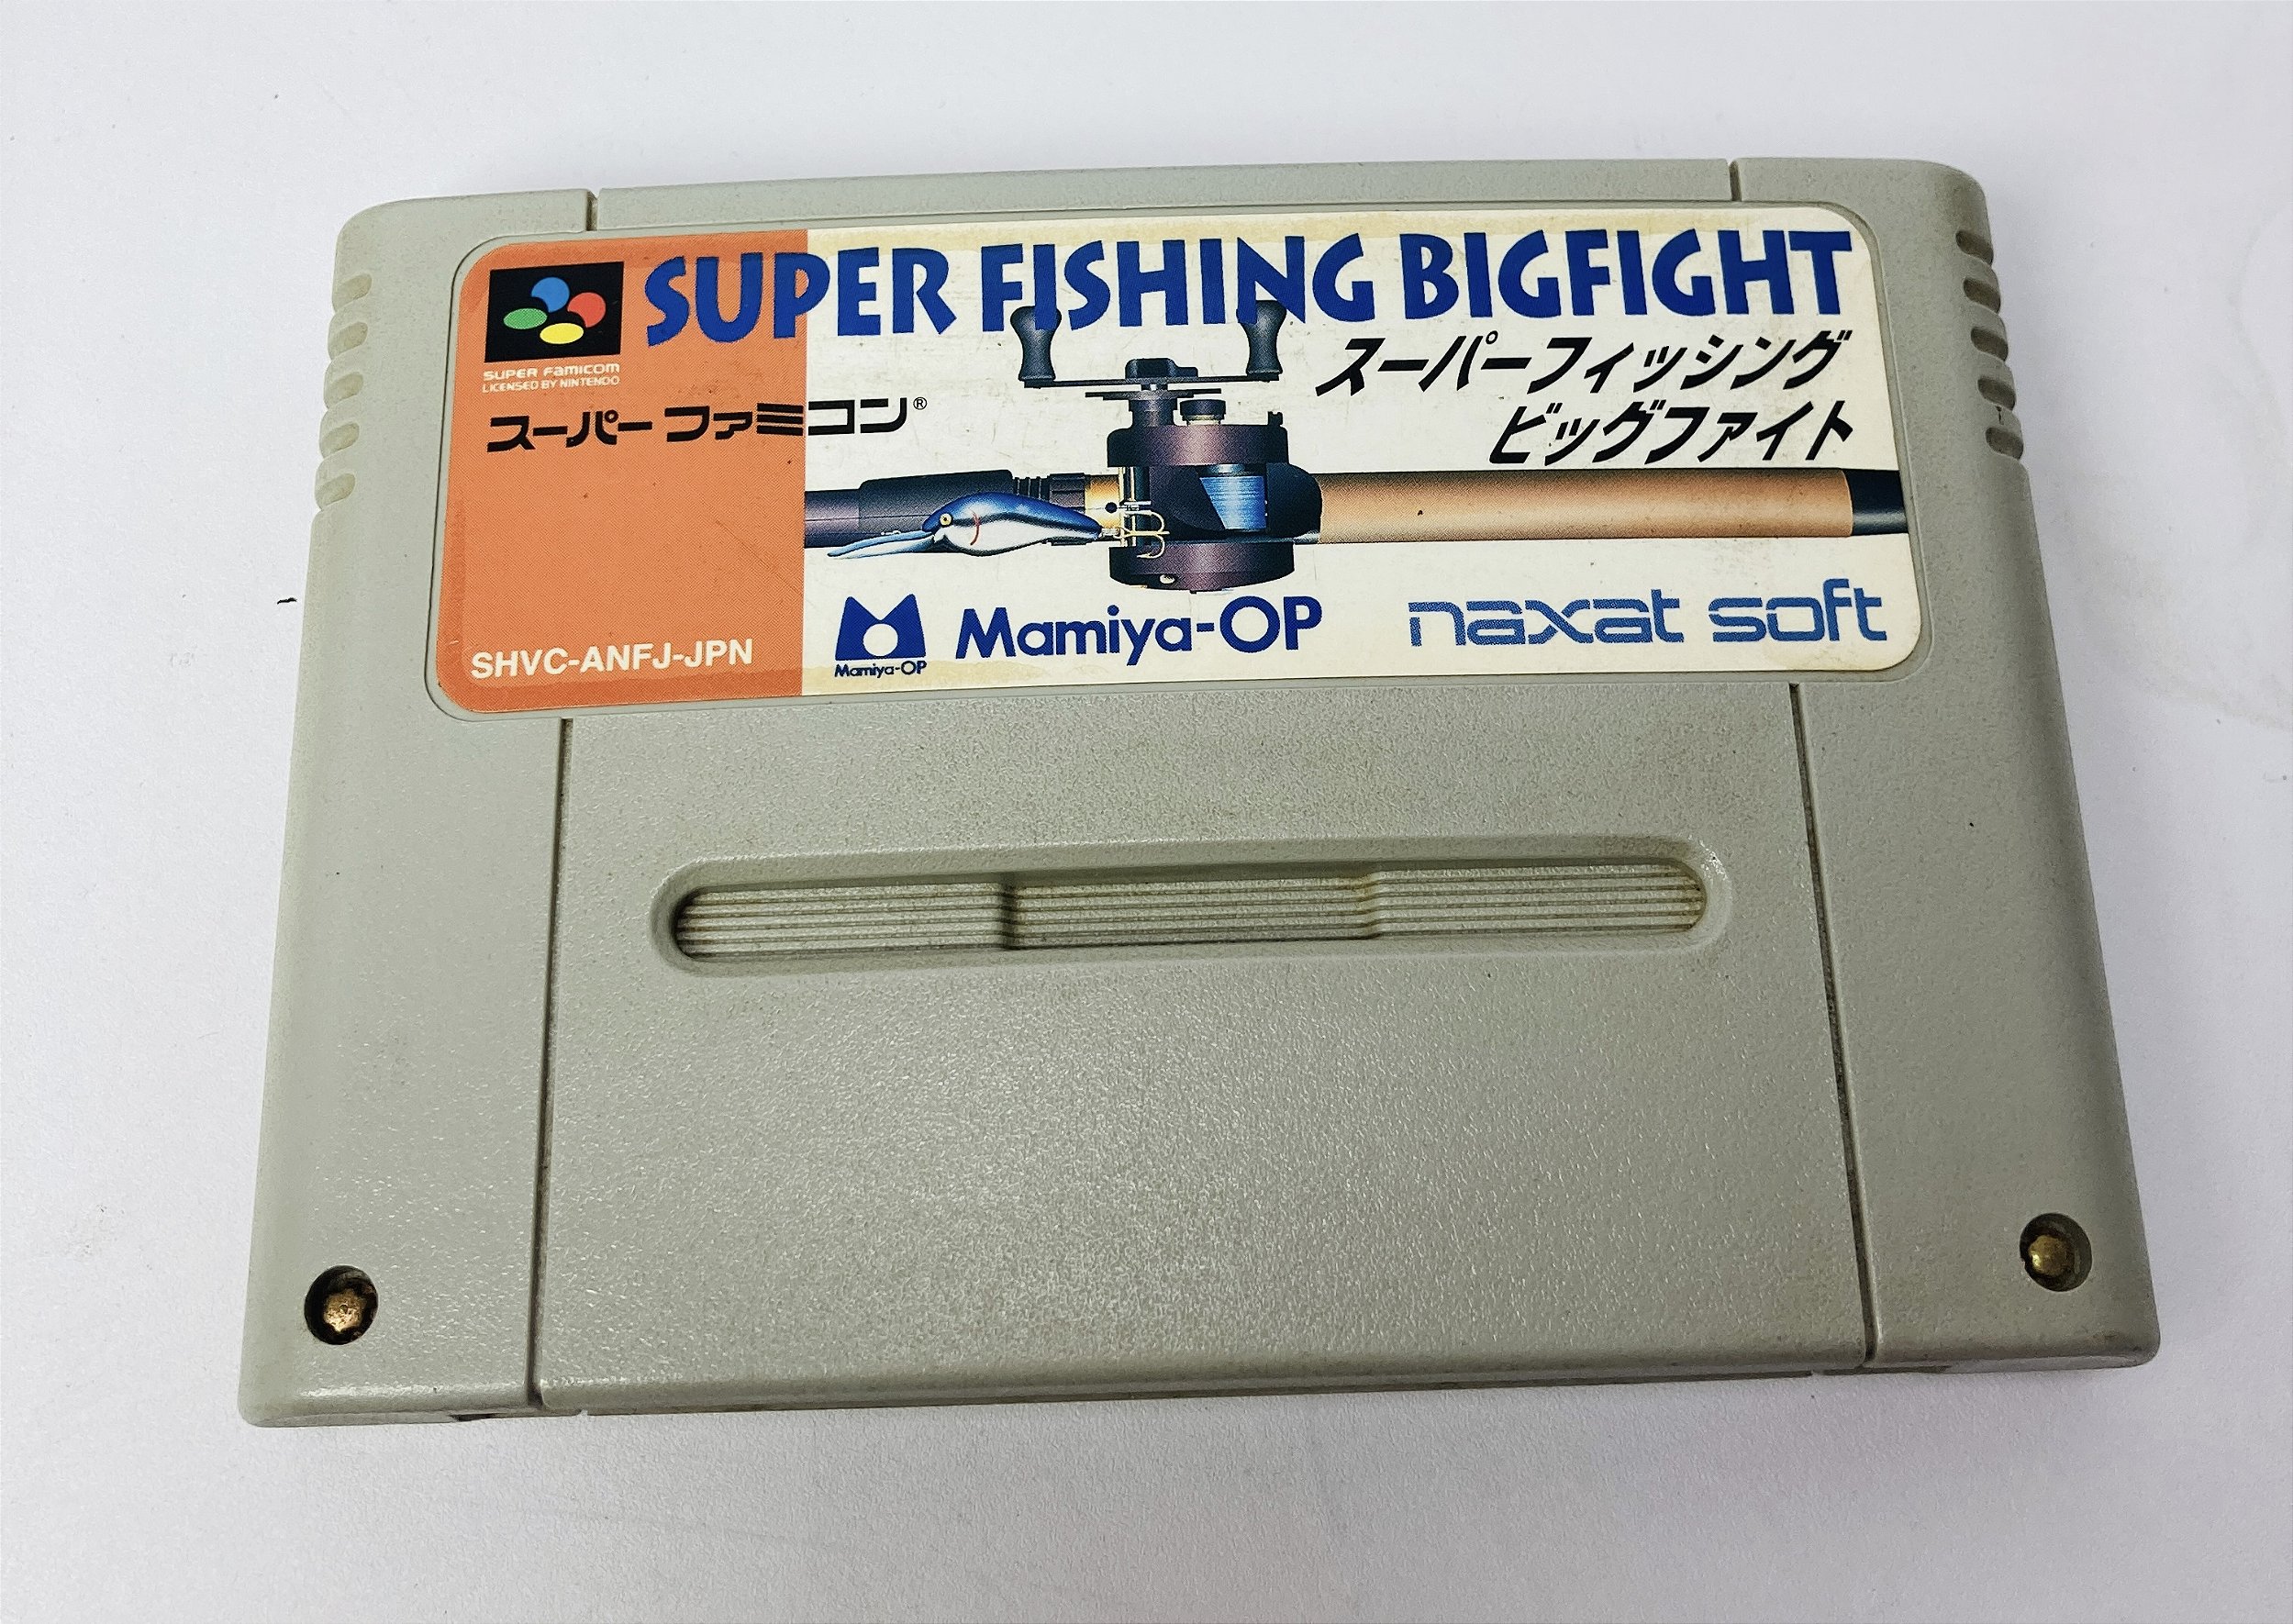 SUPER FISHING BIGFIGHT
スーパーフィッシング
ビッグファイト
SUPER FAMICOM
LICENSED BY NINTENDO
スーパーファミコン®
SHVC-ANFJ-JPN
Mamiya-OP
Mamiya-OP
naxat soft